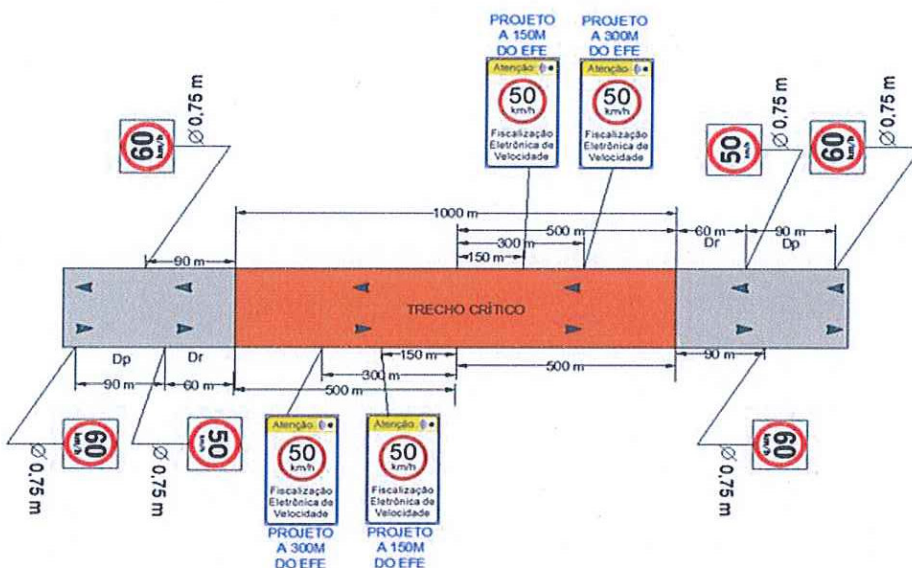 PROJETO
A 150M
DO EFE
PROJETO
A 300M
DO EFE
Atenção
50
km/h
Fiscalização
Eletrônica de
Velocidade
Atenção
50
km/h
Fiscalização
Eletrônica de
Velocidade
60
km/h
Ø 0,75 m
50
km/h
Ø 0,75 m
60
km/h
Ø 0,75 m
1000 m
500 m
60 m
90 m
300 m
Dr
Dp
150 m
90 m
TRECHO CRÍTICO
Dp
Dr
150 m
90 m
60 m
300 m
500 m
500 m
90 m
60
km/h
Ø 0,75 m
50
km/h
Ø 0,75 m
Atenção
50
km/h
Fiscalização
Eletrônica de
Velocidade
Atenção
50
km/h
Fiscalização
Eletrônica de
Velocidade
60
km/h
Ø 0,75 m
PROJETO
A 300M
DO EFE
PROJETO
A 150M
DO EFE